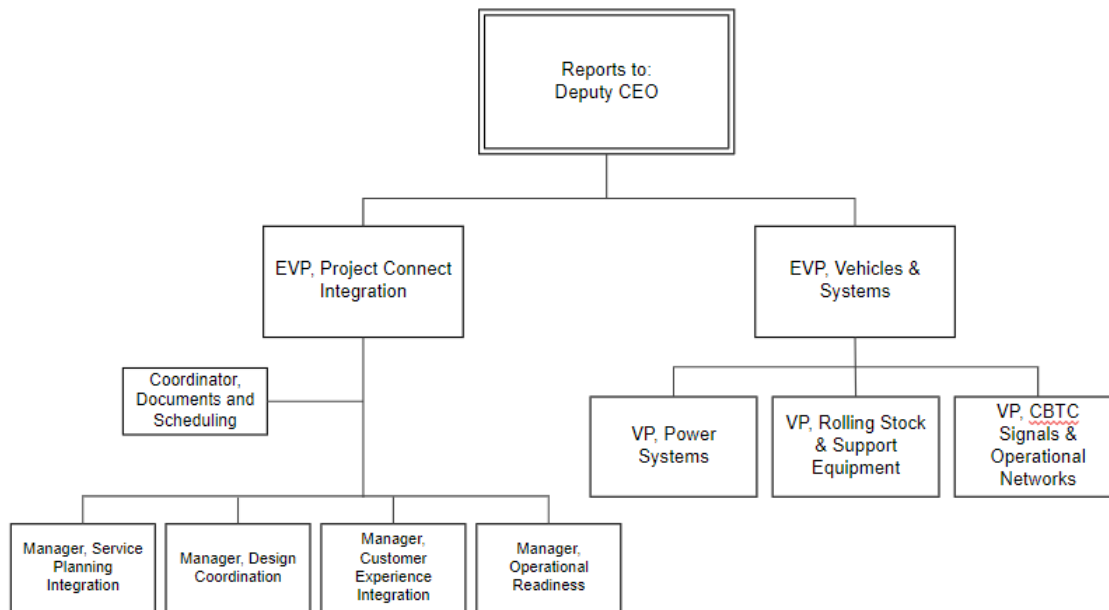 Reports to:
Deputy CEO
EVP, Project Connect
Integration
EVP, Vehicles &
Systems
Coordinator,
Documents and
Scheduling
VP, Power
Systems
VP, Rolling Stock
& Support
Equipment
VP, CBTC
Signals &
Operational
Networks
Manager, Service
Planning
Integration
Manager, Design
Coordination
Manager,
Customer
Experience
Integration
Manager,
Operational
Readiness